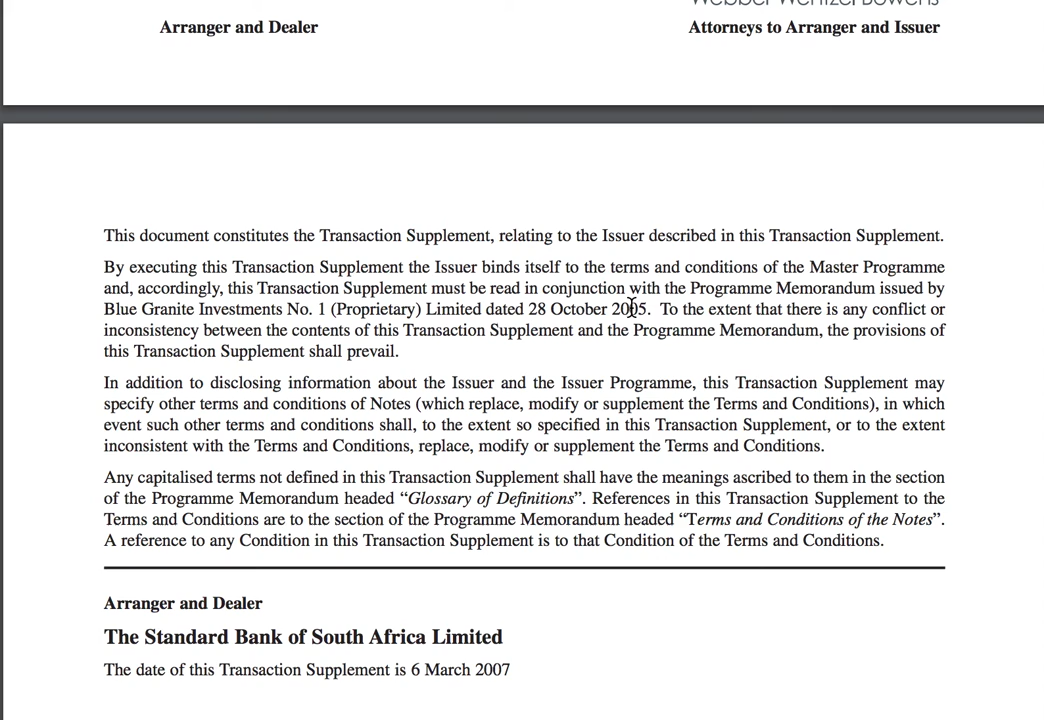 Arranger and Dealer
Attorneys to Arranger and Issuer
This document constitutes the Transaction Supplement, relating to the Issuer described in this Transaction Supplement.
By executing this Transaction Supplement the Issuer binds itself to the terms and conditions of the Master Programme
and, accordingly, this Transaction Supplement must be read in conjunction with the Programme Memorandum issued by
Blue Granite Investments No. 1 (Proprietary) Limited dated 28 October 2005. To the extent that there is any conflict or
inconsistency between the contents of this Transaction Supplement and the Programme Memorandum, the provisions of
this Transaction Supplement shall prevail.
In addition to disclosing information about the Issuer and the Issuer Programme, this Transaction Supplement may
specify other terms and conditions of Notes (which replace, modify or supplement the Terms and Conditions), in which
event such other terms and conditions shall, to the extent so specified in this Transaction Supplement, or to the extent
inconsistent with the Terms and Conditions, replace, modify or supplement the Terms and Conditions.
Any capitalised terms not defined in this Transaction Supplement shall have the meanings ascribed to them in the section
of the Programme Memorandum headed “Glossary of Definitions”. References in this Transaction Supplement to the
Terms and Conditions are to the section of the Programme Memorandum headed “Terms and Conditions of the Notes”.
A reference to any Condition in this Transaction Supplement is to that Condition of the Terms and Conditions.
Arranger and Dealer
The Standard Bank of South Africa Limited
The date of this Transaction Supplement is 6 March 2007